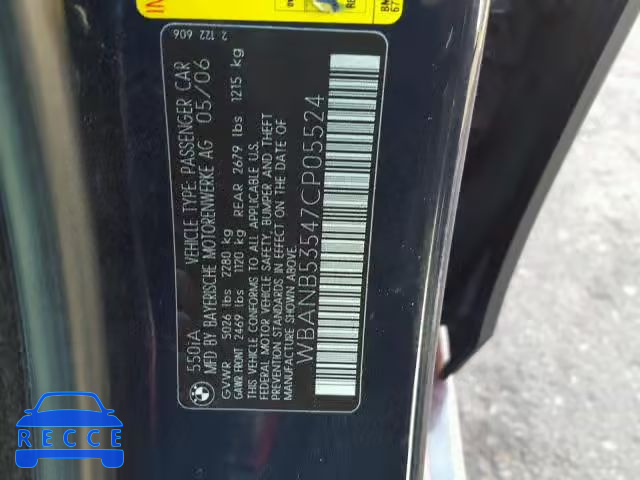 550iA VEHICLE TYPE: PASSENGER CAR
MFD BY BAYERISCHE MOTORENWERKE AG 05/06
GVWR 5026 lbs 2280 kg
GAWR FRONT 2469 lbs 1120 kg REAR 2679 lbs 1215 kg
THIS VEHICLE CONFORMS TO ALL APPLICABLE U.S.
FEDERAL MOTOR VEHICLE SAFETY, BUMPER AND THEFT
PREVENTION STANDARDS IN EFFECT ON THE DATE OF
MANUFACTURE SHOWN ABOVE.
WBANB53547CP05524
2 122 606
BMW
RECCE